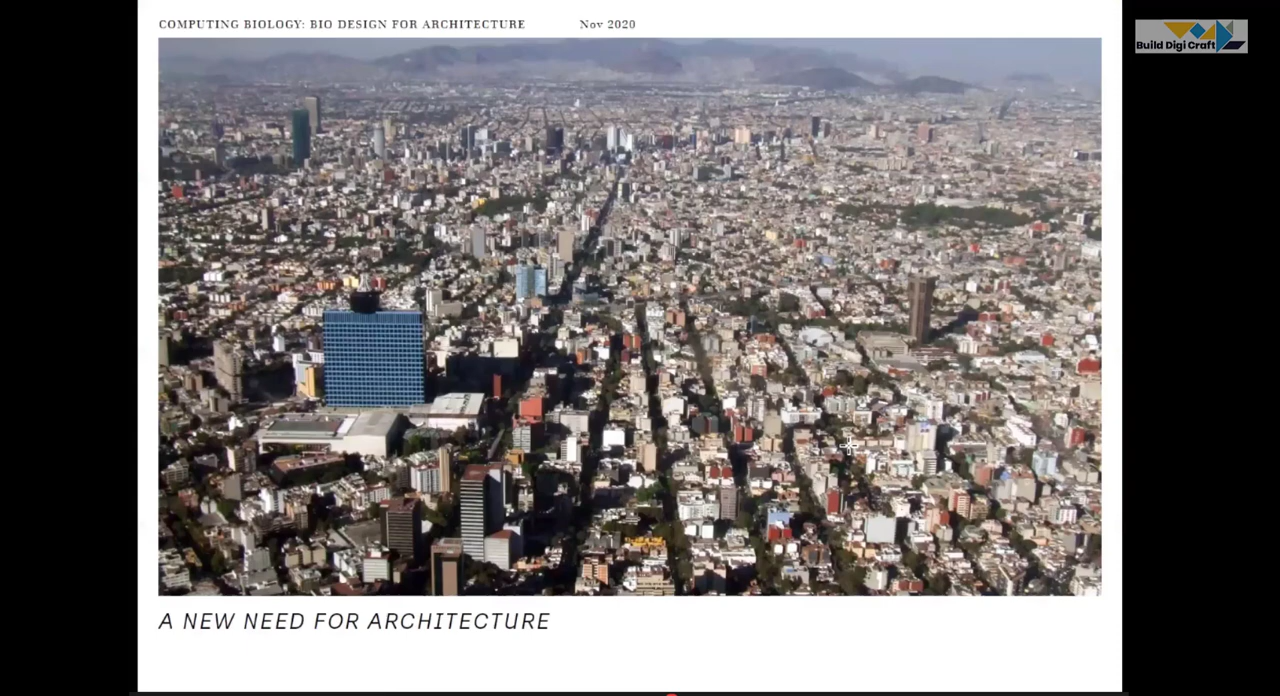 COMPUTING BIOLOGY: BIO DESIGN FOR ARCHITECTURE Nov 2020
Build Digi Craft
A NEW NEED FOR ARCHITECTURE